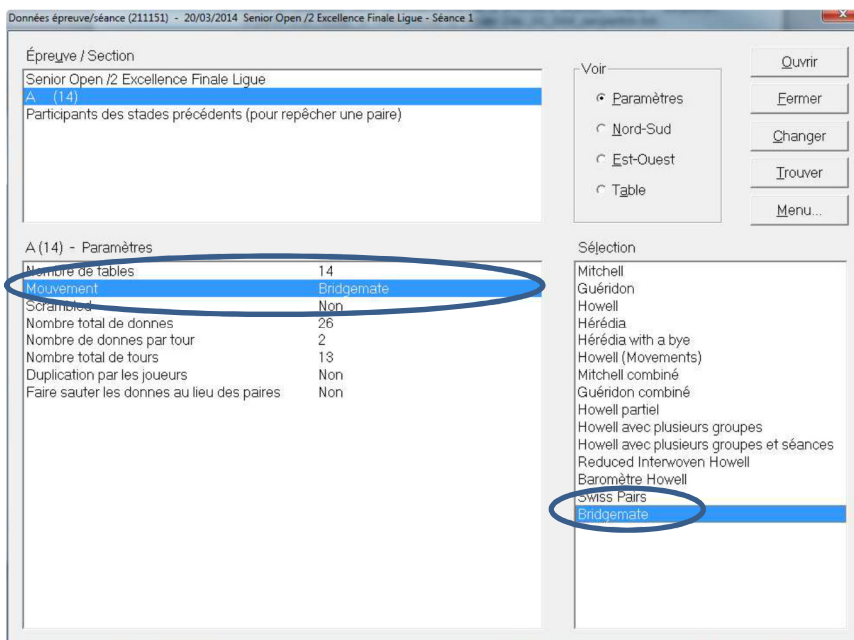 Données épreuve/séance (211151) - 20/03/2014 Senior Open /2 Excellence Finale Ligue - Séance 1
Épreuve / Section
Senior Open /2 Excellence Finale Ligue
A (14)
Participants des stades précédents (pour repêcher une paire)
Voir
Paramètres
Nord-Sud
Est-Ouest
Table
Ouvrir
Fermer
Changer
Trouver
Menu...
A (14) - Paramètres
Nombre de tables 14
Mouvement Bridgemate
Scrambled Non
Nombre total de donnes 26
Nombre de donnes par tour 2
Nombre total de tours 13
Duplication par les joueurs Non
Faire sauter les donnes au lieu des paires Non
Sélection
Mitchell
Guéridon
Howell
Hérédia
Hérédia with a bye
Howell (Movements)
Mitchell combiné
Guéridon combiné
Howell partiel
Howell avec plusieurs groupes
Howell avec plusieurs groupes et séances
Reduced Interwoven Howell
Baromètre Howell
Swiss Pairs
Bridgemate